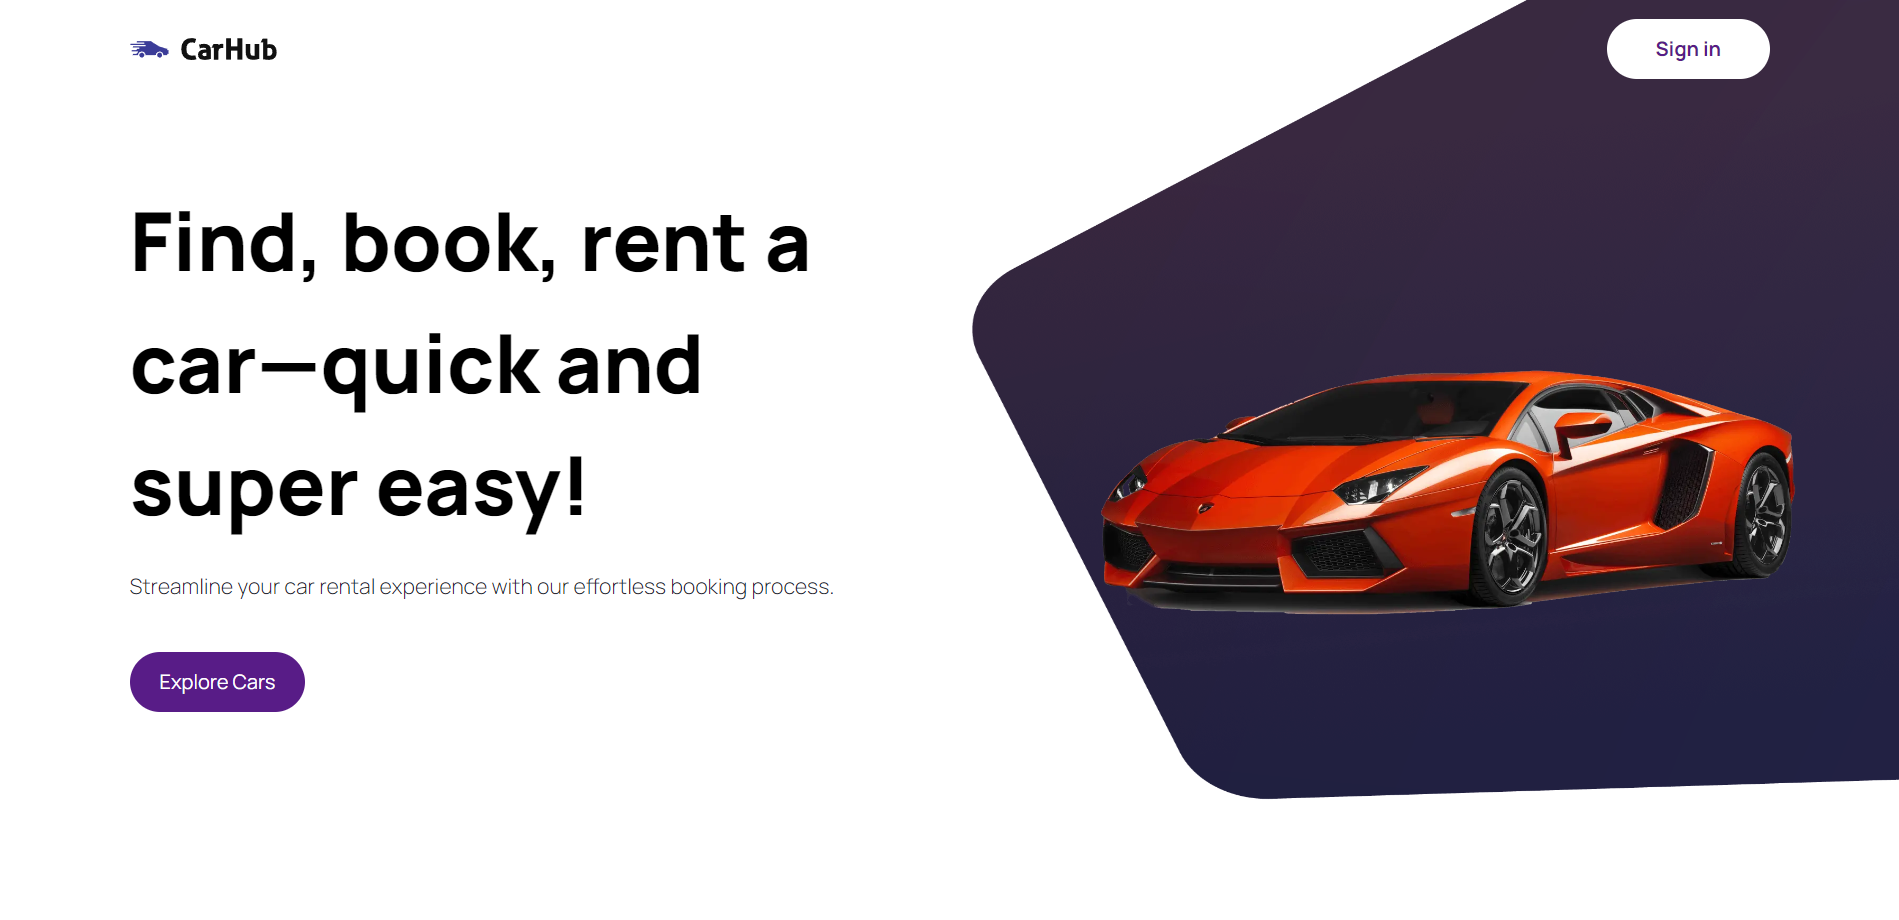 CarHub
Sign in
Find, book, rent a
car—quick and
super easy!
Streamline your car rental experience with our effortless booking process.
Explore Cars